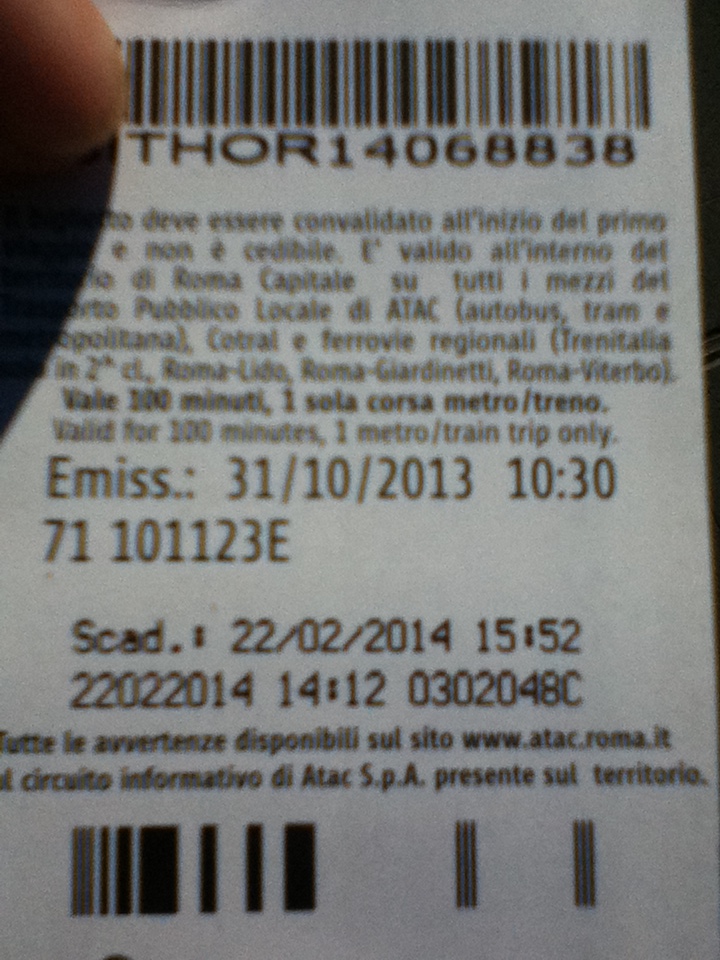 THOR14068838
deve essere convalidato all'inizio del primo
e non è cedibile. E' valido all'interno del
di Roma Capitale su tutti i mezzi del
Pubblico Locale di ATAC (autobus, tram e
Cotral e ferrovie regionali (Trenitalia
in 2ª cl., Roma-Lido, Roma-Giardinetti, Roma-Viterbo).
Vale 100 minuti, 1 sola corsa metro/treno.
Valid for 100 minutes, 1 metro/train trip only.
Emiss.: 31/10/2013 10:30
71 101123E
Scad.: 22/02/2014 15:52
22022014 14:12 0302048C
Tutte le avvertenze disponibili sul sito www.atac.roma.it
circuito informativo di Atac S.p.A. presente sul territorio.